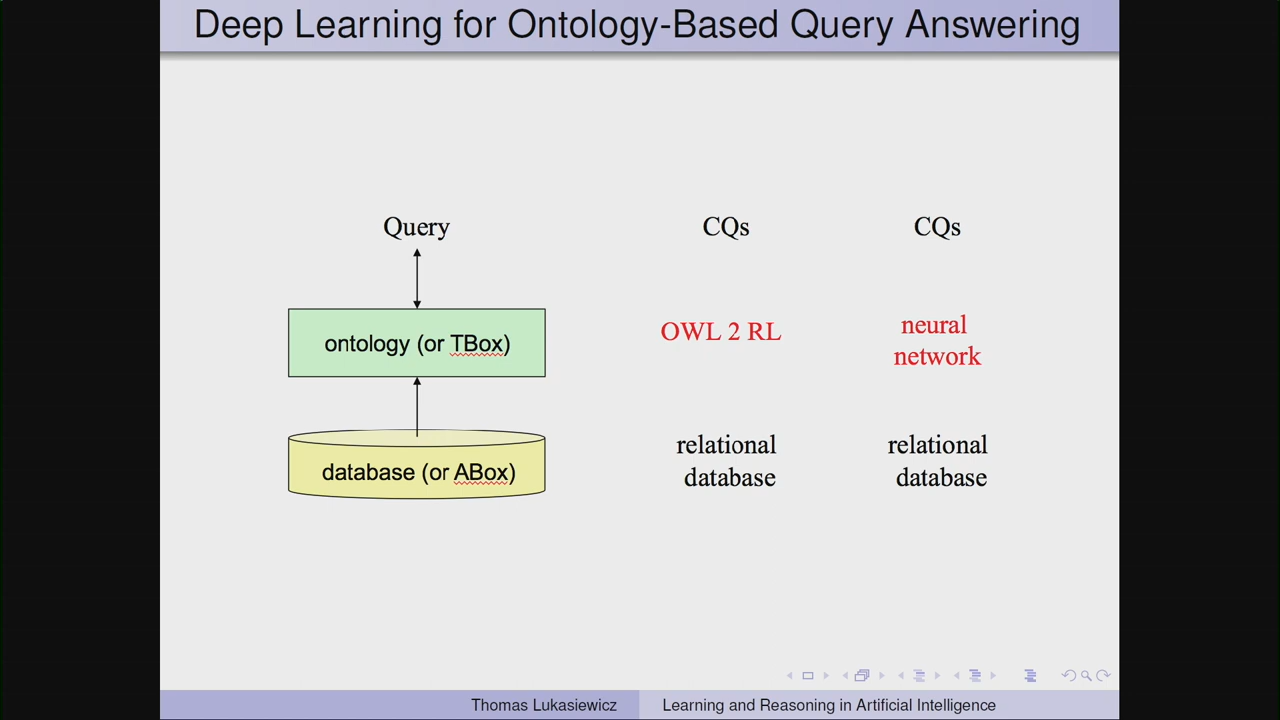 Deep Learning for Ontology-Based Query Answering
Query CQs CQs
ontology (or TBox) OWL 2 RL neural
network
database (or ABox) relational relational
database database
Thomas Lukasiewicz Learning and Reasoning in Artificial Intelligence